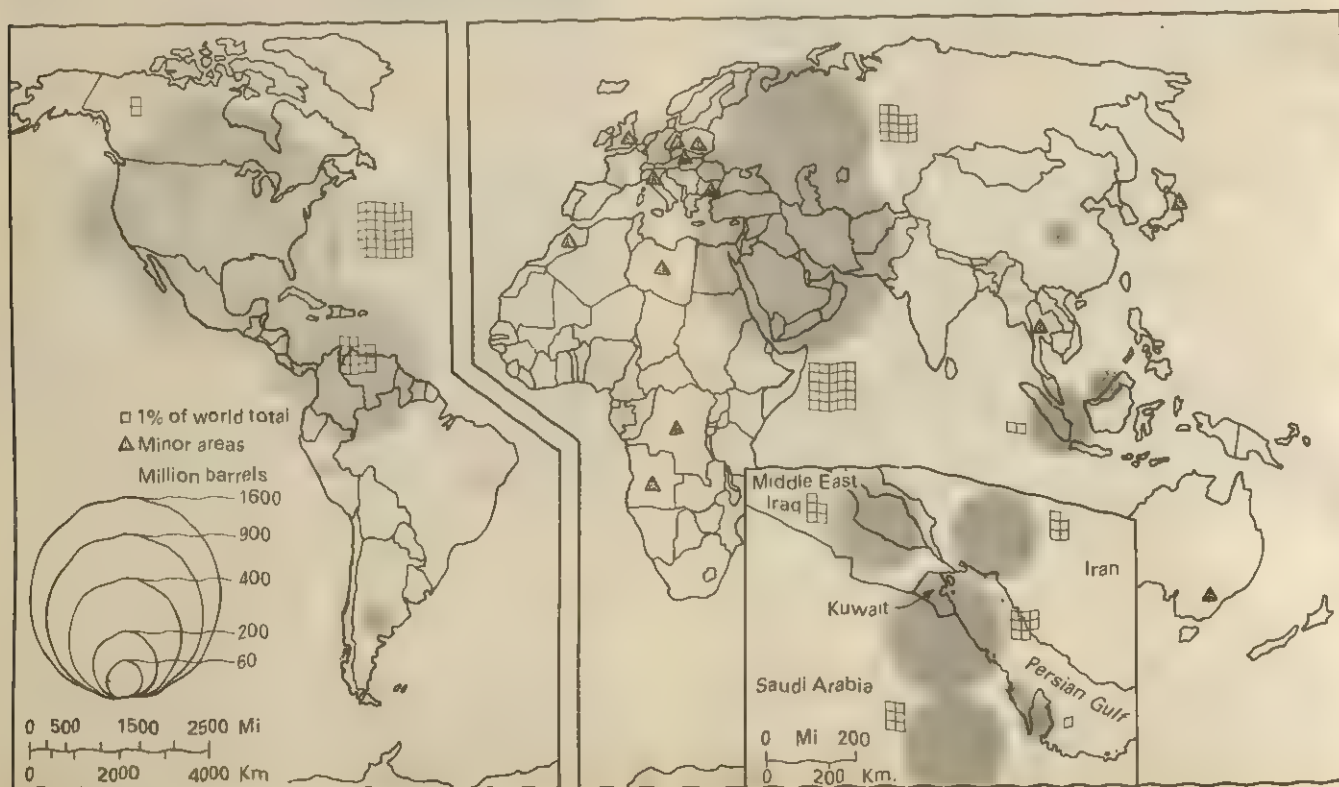 □ 1% of world total
▲ Minor areas
Million barrels
1600
900
400
200
60
0 500 1500 2500 Mi
0 2000 4000 Km
Middle East
Iraq
Iran
Kuwait
Saudi Arabia
Persian Gulf
0 Mi 200
0 200 Km.